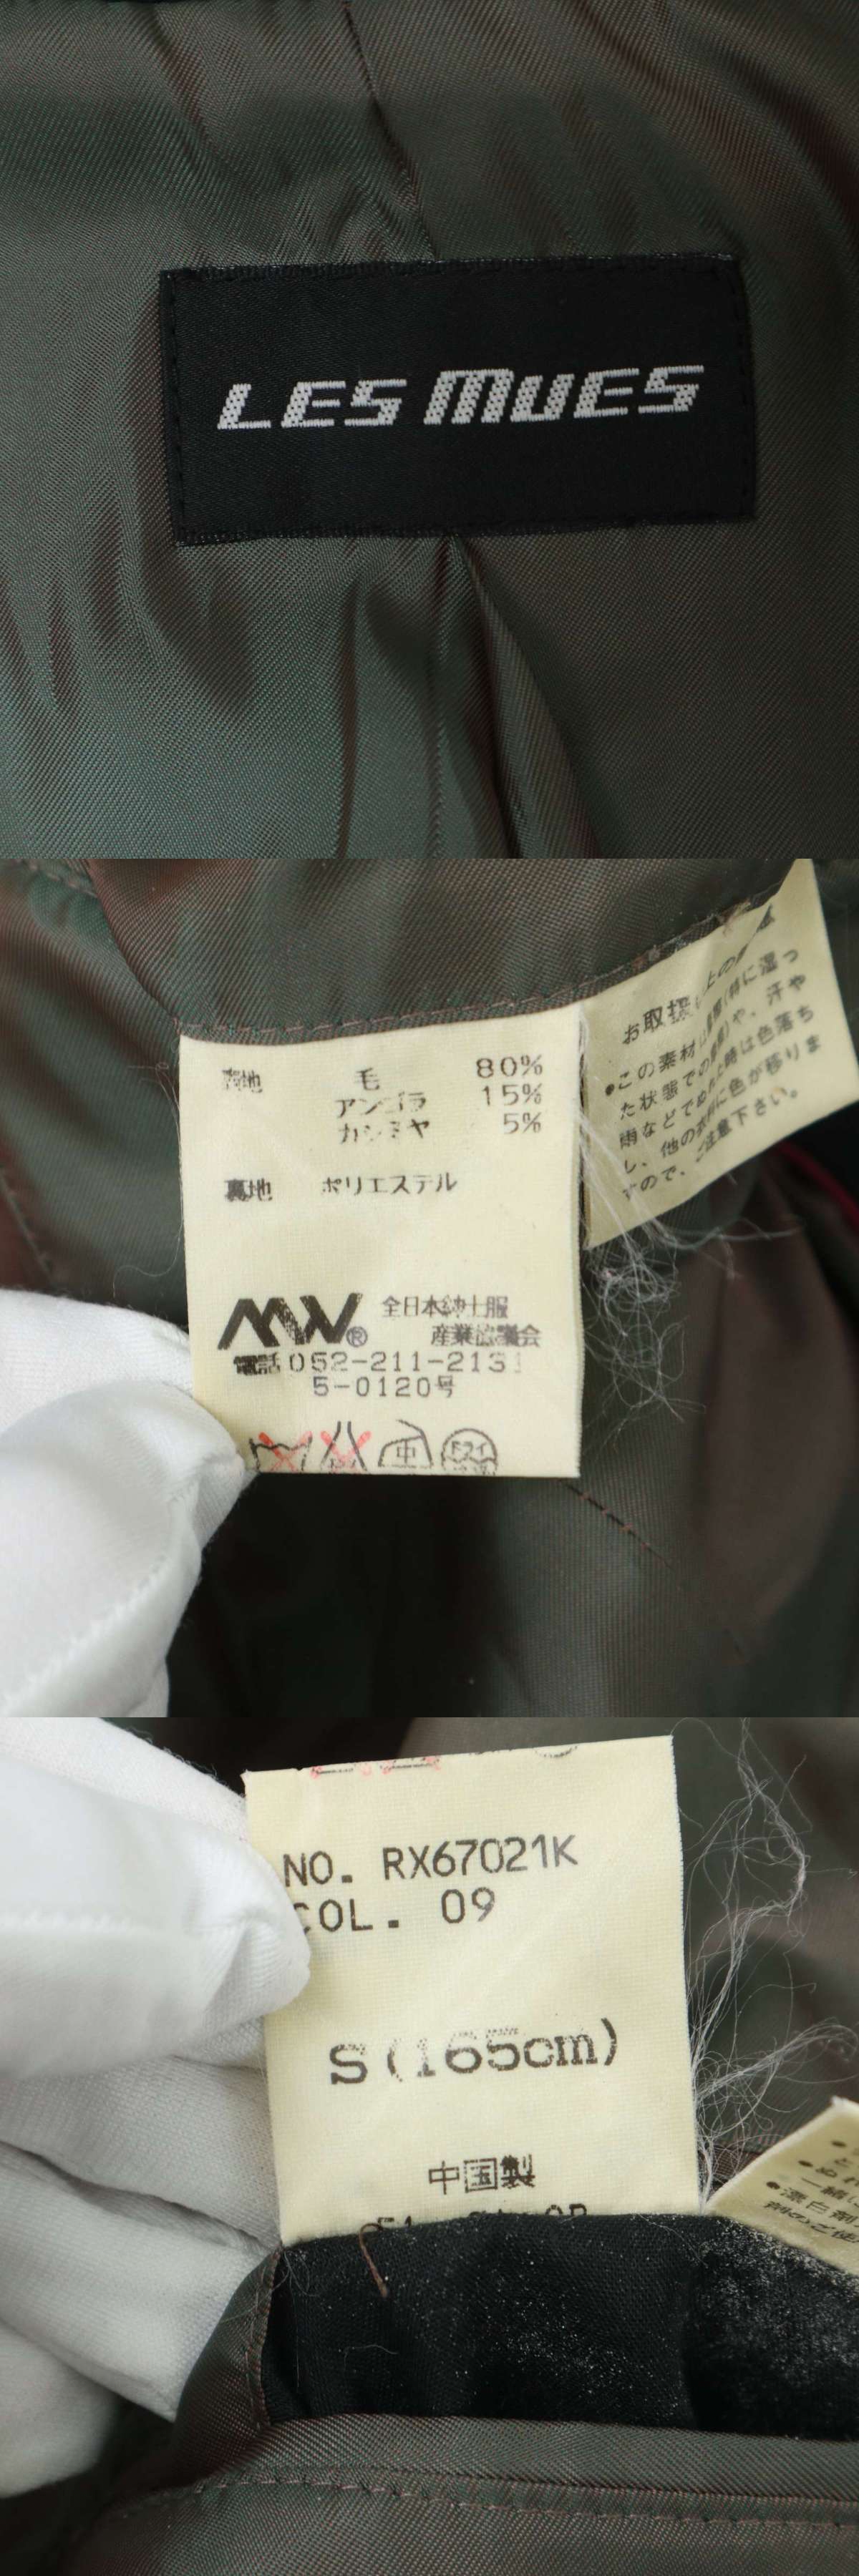 LES MUES
表地 毛 80%
アンゴラ 15%
カシミヤ 5%
裏地 ポリエステル
MW® 全日本紳士服
産業協議会
電話052-211-2131
5-0120号
中
お取扱い上の
●この素材は (特に湿っ
た状態での摩擦)や、汗や
雨などでぬれた時は色落ち
し、他の衣料に色が移りま
すので、ご注意下さい。
NO. RX67021K
COL. 09
S(165cm)
中国製